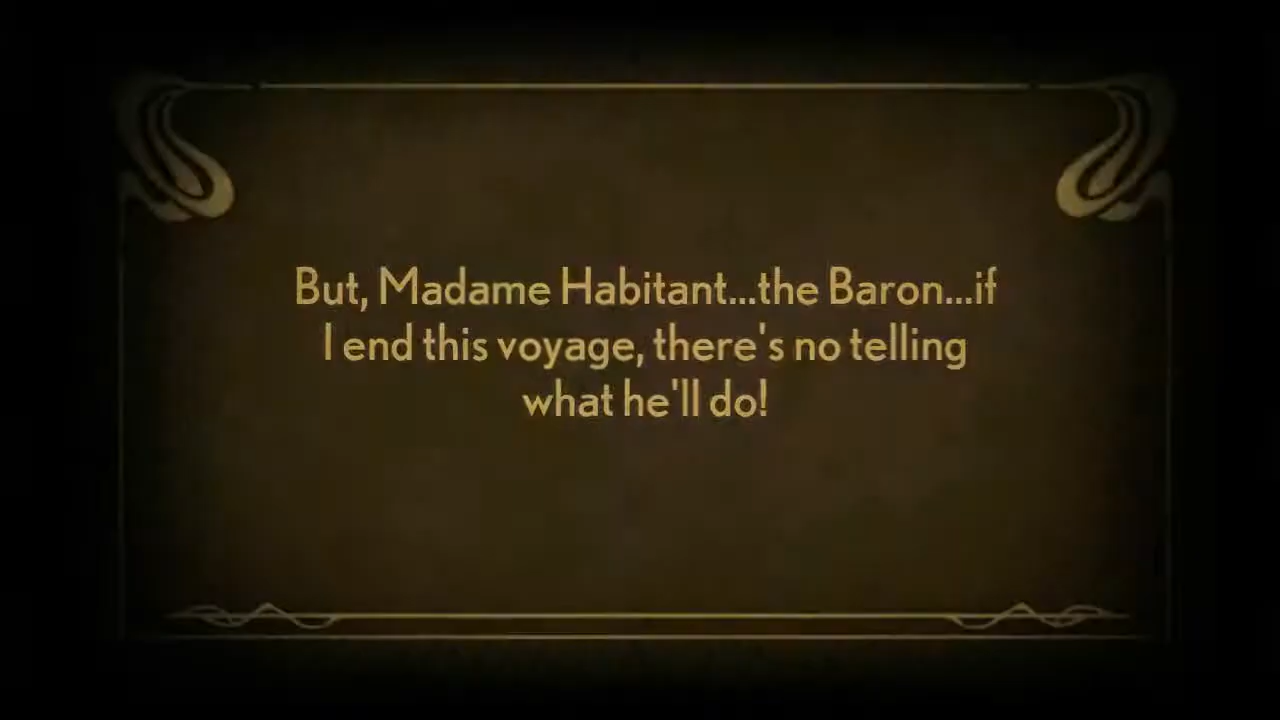 But, Madame Habitant...the Baron...if
I end this voyage, there's no telling
what he'll do!